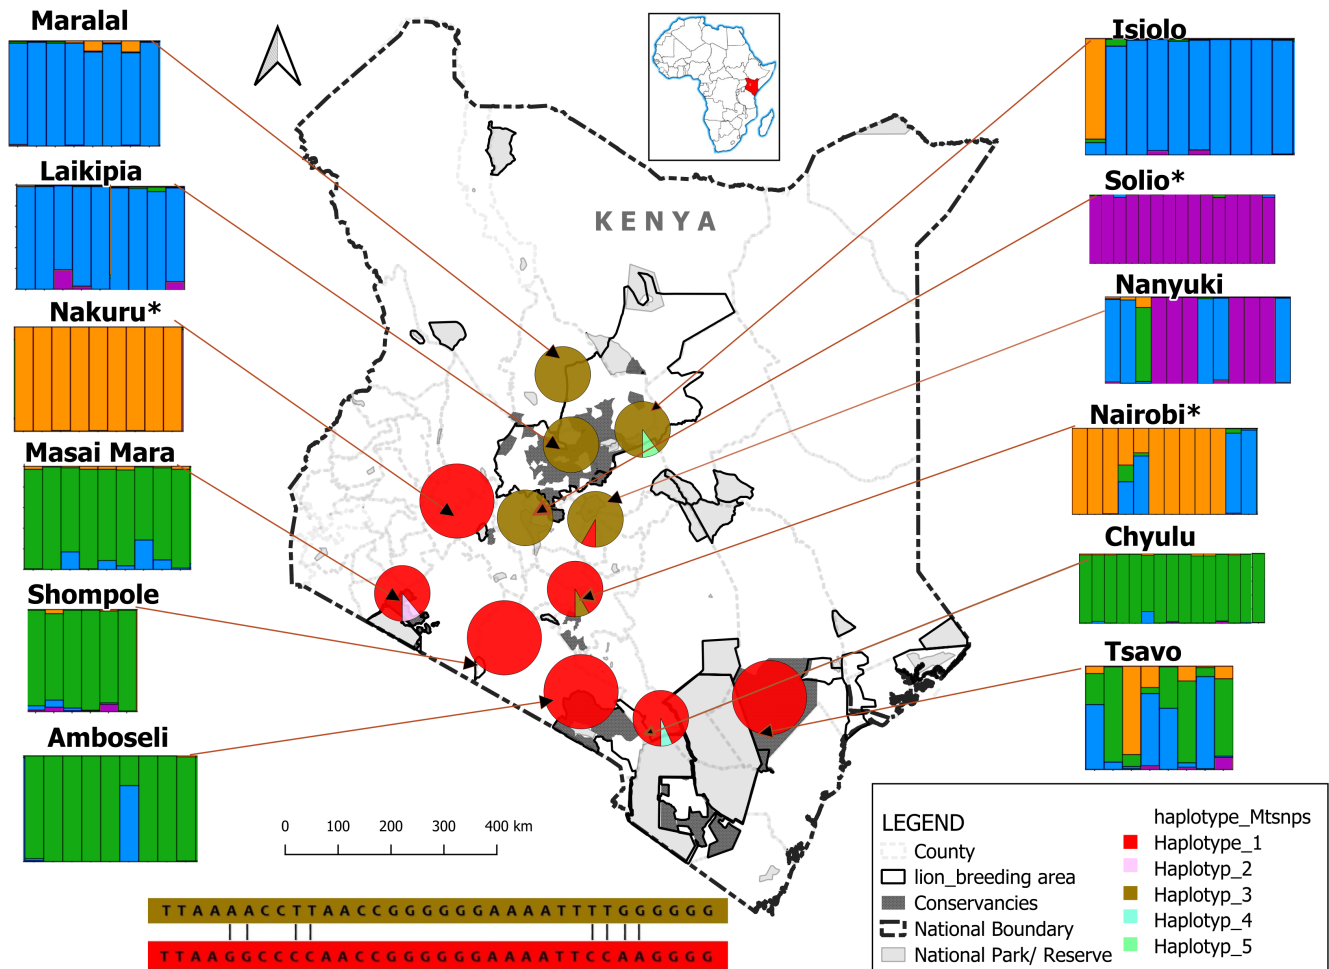 Maralal
Laikipia
Nakuru*
Masai Mara
Shompole
Amboseli
KENYA
Isiolo
Solio*
Nanyuki
Nairobi*
Chyulu
Tsavo
0 100 200 300 400 km
TTAAAACCTTAACCGGGGGGAAAATTTTGGGGGG
TTAAGGCCCCAACCGGGGGGAAAATTCCAAGGGG
LEGEND
County
lion_breeding area
Conservancies
National Boundary
National Park/ Reserve
haplotype_Mtsnps
Haplotype_1
Haplotyp_2
Haplotyp_3
Haplotyp_4
Haplotyp_5